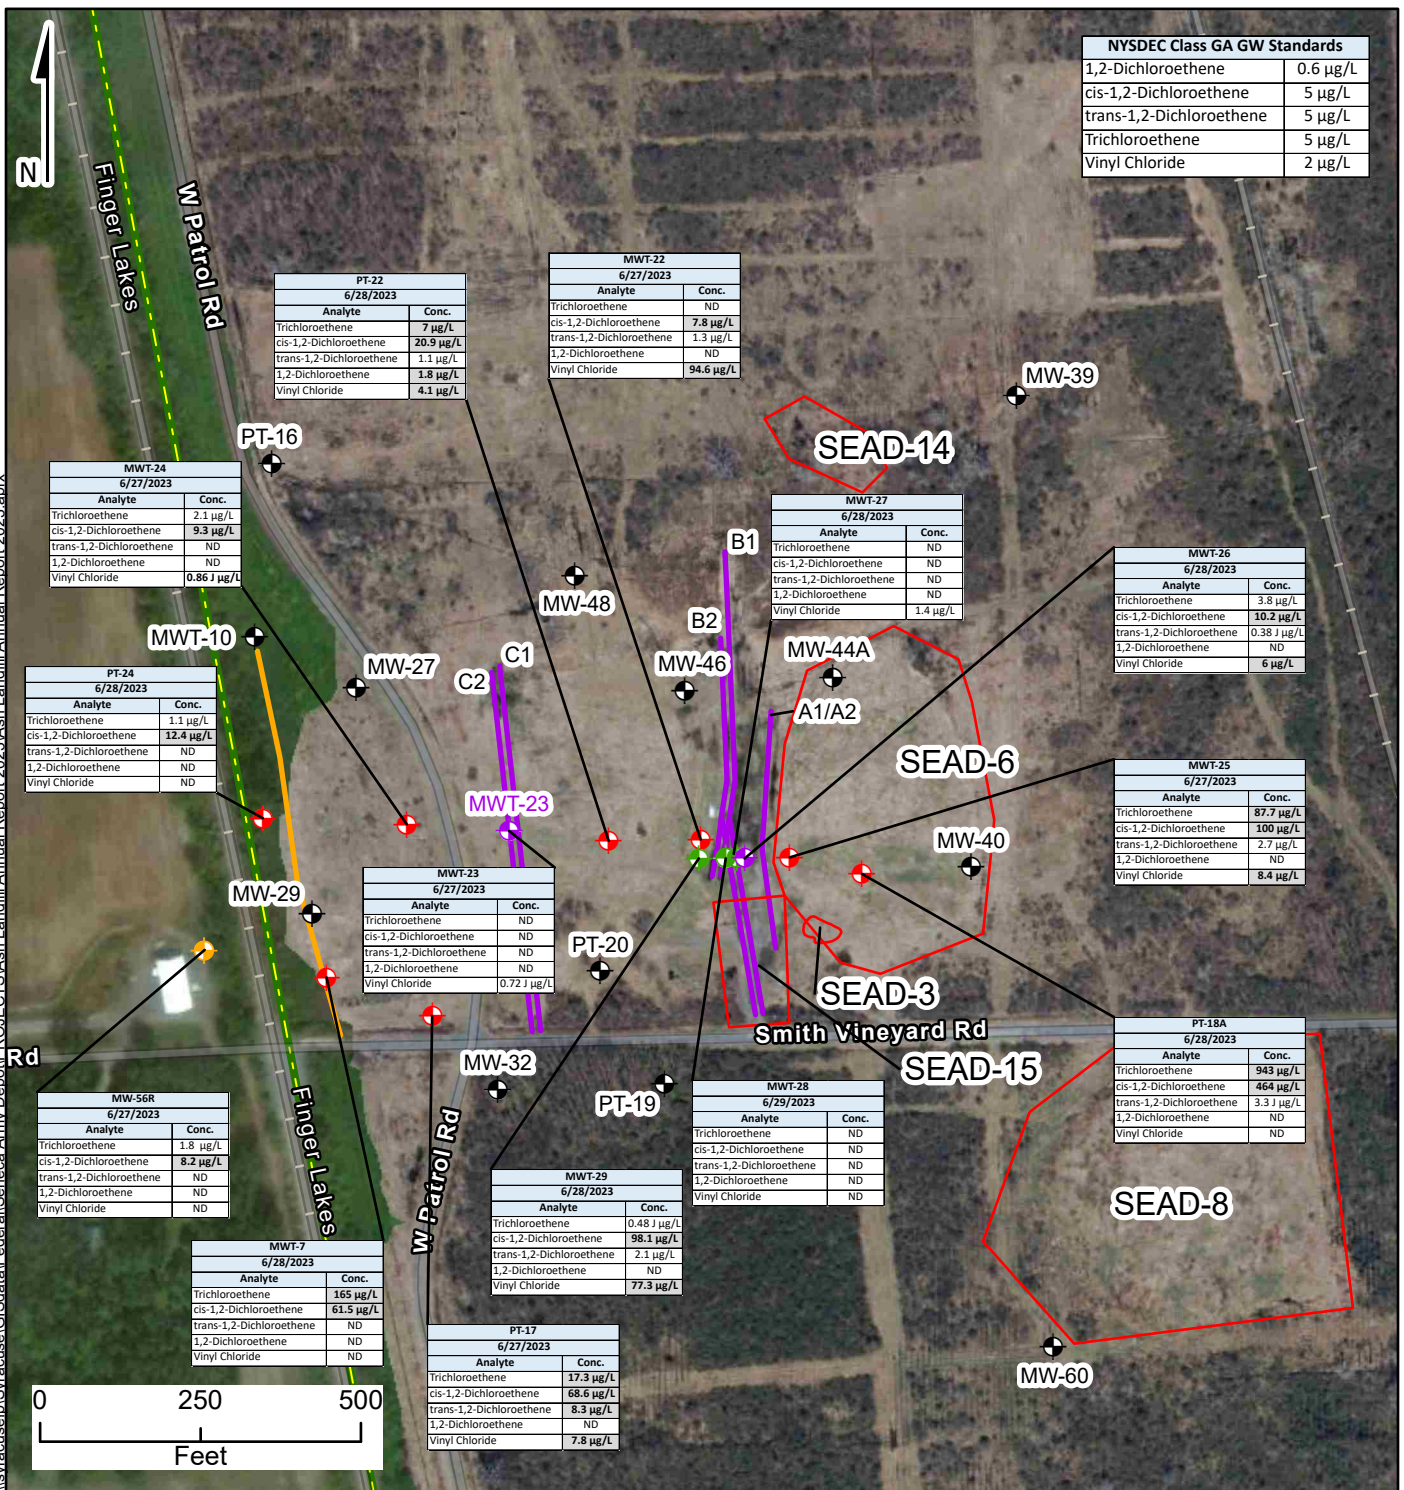 NYSDEC Class GA GW Standards
1,2-Dichloroethene 0.6 µg/L
cis-1,2-Dichloroethene 5 µg/L
trans-1,2-Dichloroethene 5 µg/L
Trichloroethene 5 µg/L
Vinyl Chloride 2 µg/L
N
Finger Lakes
W Patrol Rd
MWT-22
6/27/2023
Analyte Conc.
Trichloroethene ND
cis-1,2-Dichloroethene 7.8 µg/L
trans-1,2-Dichloroethene 1.3 µg/L
1,2-Dichloroethene ND
Vinyl Chloride 94.6 µg/L
PT-22
6/28/2023
Analyte Conc.
Trichloroethene 7 µg/L
cis-1,2-Dichloroethene 20.9 µg/L
trans-1,2-Dichloroethene 1.1 µg/L
1,2-Dichloroethene 1.8 µg/L
Vinyl Chloride 4.1 µg/L
MW-39
PT-16
SEAD-14
MWT-24
6/27/2023
Analyte Conc.
Trichloroethene 2.1 µg/L
cis-1,2-Dichloroethene 9.3 µg/L
trans-1,2-Dichloroethene ND
1,2-Dichloroethene ND
Vinyl Chloride 0.86 J µg/L
MWT-27
6/28/2023
Analyte Conc.
Trichloroethene ND
cis-1,2-Dichloroethene ND
trans-1,2-Dichloroethene ND
1,2-Dichloroethene ND
Vinyl Chloride 1.4 µg/L
B1
MWT-26
6/28/2023
Analyte Conc.
Trichloroethene 3.8 µg/L
cis-1,2-Dichloroethene 10.2 µg/L
trans-1,2-Dichloroethene 0.38 J µg/L
1,2-Dichloroethene ND
Vinyl Chloride 6 µg/L
MW-48
B2
MWT-10
C1
C2
MW-27
MW-46
MW-44A
A1/A2
PT-24
6/28/2023
Analyte Conc.
Trichloroethene 1.1 µg/L
cis-1,2-Dichloroethene 12.4 µg/L
trans-1,2-Dichloroethene ND
1,2-Dichloroethene ND
Vinyl Chloride ND
SEAD-6
MWT-25
6/27/2023
Analyte Conc.
Trichloroethene 87.7 µg/L
cis-1,2-Dichloroethene 100 µg/L
trans-1,2-Dichloroethene 2.7 µg/L
1,2-Dichloroethene ND
Vinyl Chloride 8.4 µg/L
MWT-23
MW-40
MWT-23
6/27/2023
Analyte Conc.
Trichloroethene ND
cis-1,2-Dichloroethene ND
trans-1,2-Dichloroethene ND
1,2-Dichloroethene ND
Vinyl Chloride 0.72 J µg/L
MW-29
PT-20
SEAD-3
Smith Vineyard Rd
Rd
SEAD-15
PT-18A
6/28/2023
Analyte Conc.
Trichloroethene 943 µg/L
cis-1,2-Dichloroethene 464 µg/L
trans-1,2-Dichloroethene 3.3 J µg/L
1,2-Dichloroethene ND
Vinyl Chloride ND
MW-32
PT-19
MWT-28
6/29/2023
Analyte Conc.
Trichloroethene ND
cis-1,2-Dichloroethene ND
trans-1,2-Dichloroethene ND
1,2-Dichloroethene ND
Vinyl Chloride ND
MW-56R
6/27/2023
Analyte Conc.
Trichloroethene 1.8 µg/L
cis-1,2-Dichloroethene 8.2 µg/L
trans-1,2-Dichloroethene ND
1,2-Dichloroethene ND
Vinyl Chloride ND
Finger Lakes
W Patrol Rd
MWT-29
6/28/2023
Analyte Conc.
Trichloroethene 0.48 J µg/L
cis-1,2-Dichloroethene 98.1 µg/L
trans-1,2-Dichloroethene 2.1 µg/L
1,2-Dichloroethene ND
Vinyl Chloride 77.3 µg/L
SEAD-8
MWT-7
6/28/2023
Analyte Conc.
Trichloroethene 165 µg/L
cis-1,2-Dichloroethene 61.5 µg/L
trans-1,2-Dichloroethene ND
1,2-Dichloroethene ND
Vinyl Chloride ND
PT-17
6/27/2023
Analyte Conc.
Trichloroethene 17.3 µg/L
cis-1,2-Dichloroethene 68.6 µg/L
trans-1,2-Dichloroethene 8.3 µg/L
1,2-Dichloroethene ND
Vinyl Chloride 7.8 µg/L
MW-60
0 250 500
Feet